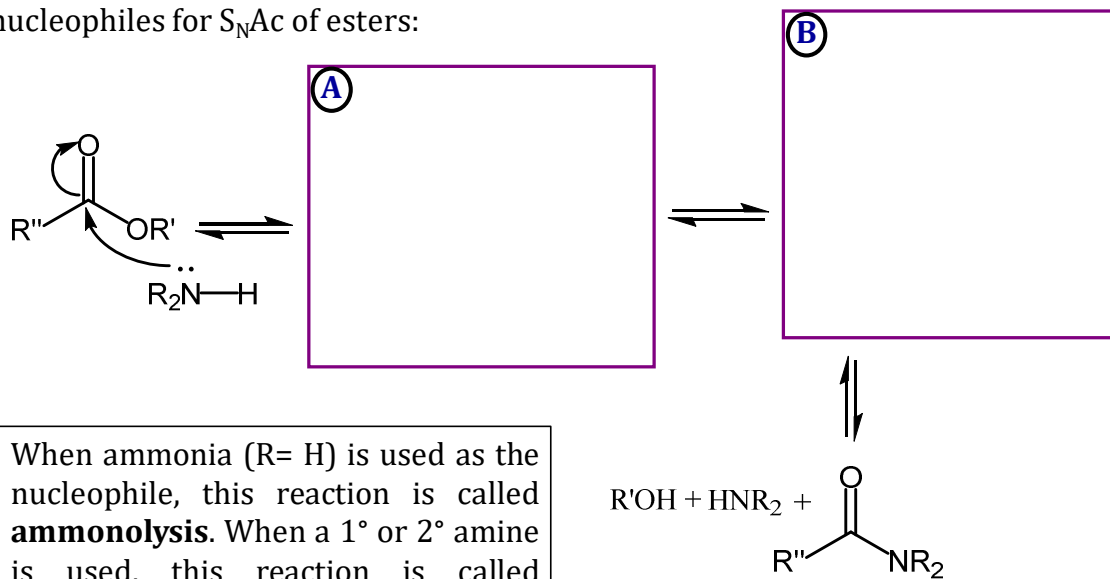 nucleophiles for SNAc of esters:
A
B
O
R"
OR'
R2N—H
When ammonia (R= H) is used as the
nucleophile, this reaction is called
ammonolysis. When a 1° or 2° amine
is used, this reaction is called
R'OH + HNR2 +
O
R"
NR2